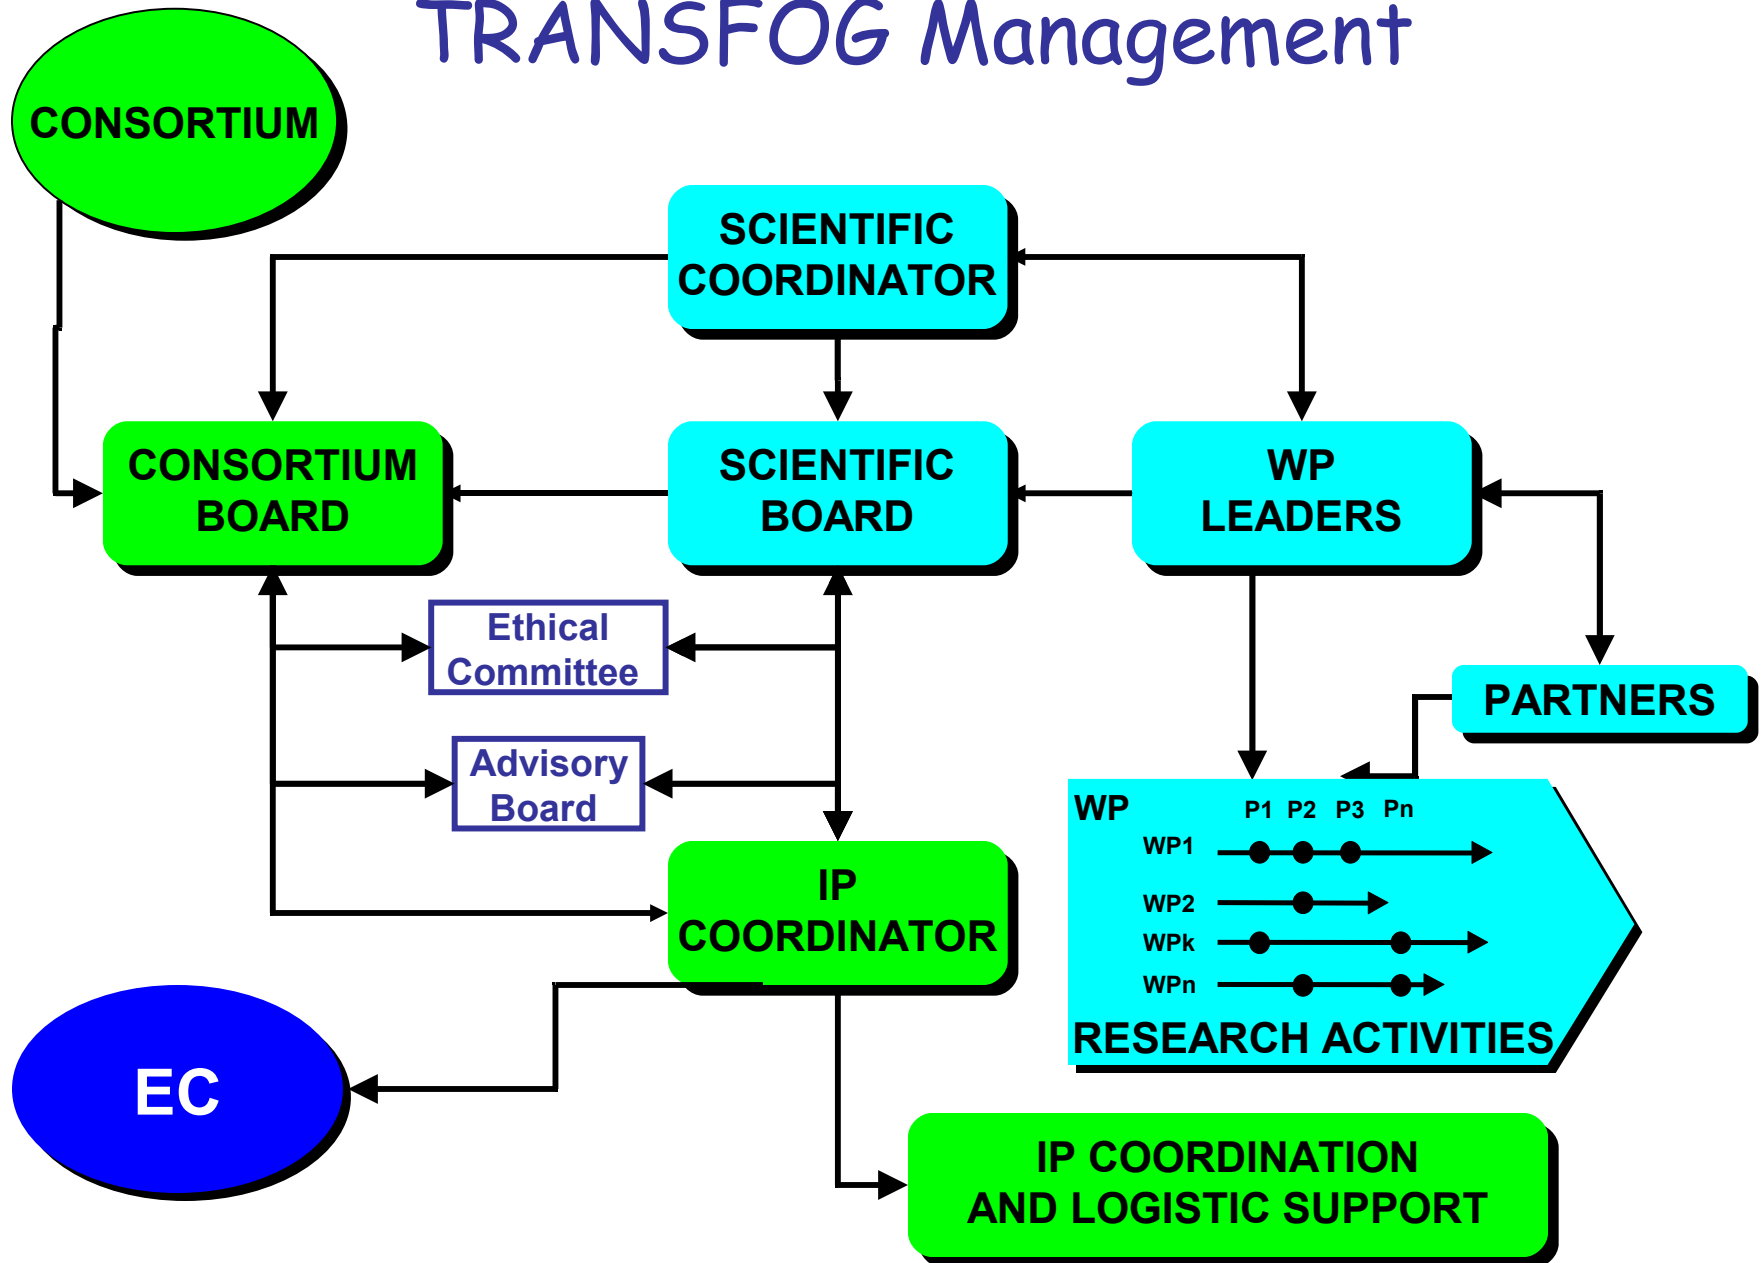 TRANSFOG Management
CONSORTIUM
SCIENTIFIC
COORDINATOR
CONSORTIUM
BOARD
SCIENTIFIC
BOARD
WP
LEADERS
Ethical
Committee
PARTNERS
Advisory
Board
WP P1 P2 P3 Pn
WP1
WP2
WPk
WPn
RESEARCH ACTIVITIES
IP
COORDINATOR
EC
IP COORDINATION
AND LOGISTIC SUPPORT